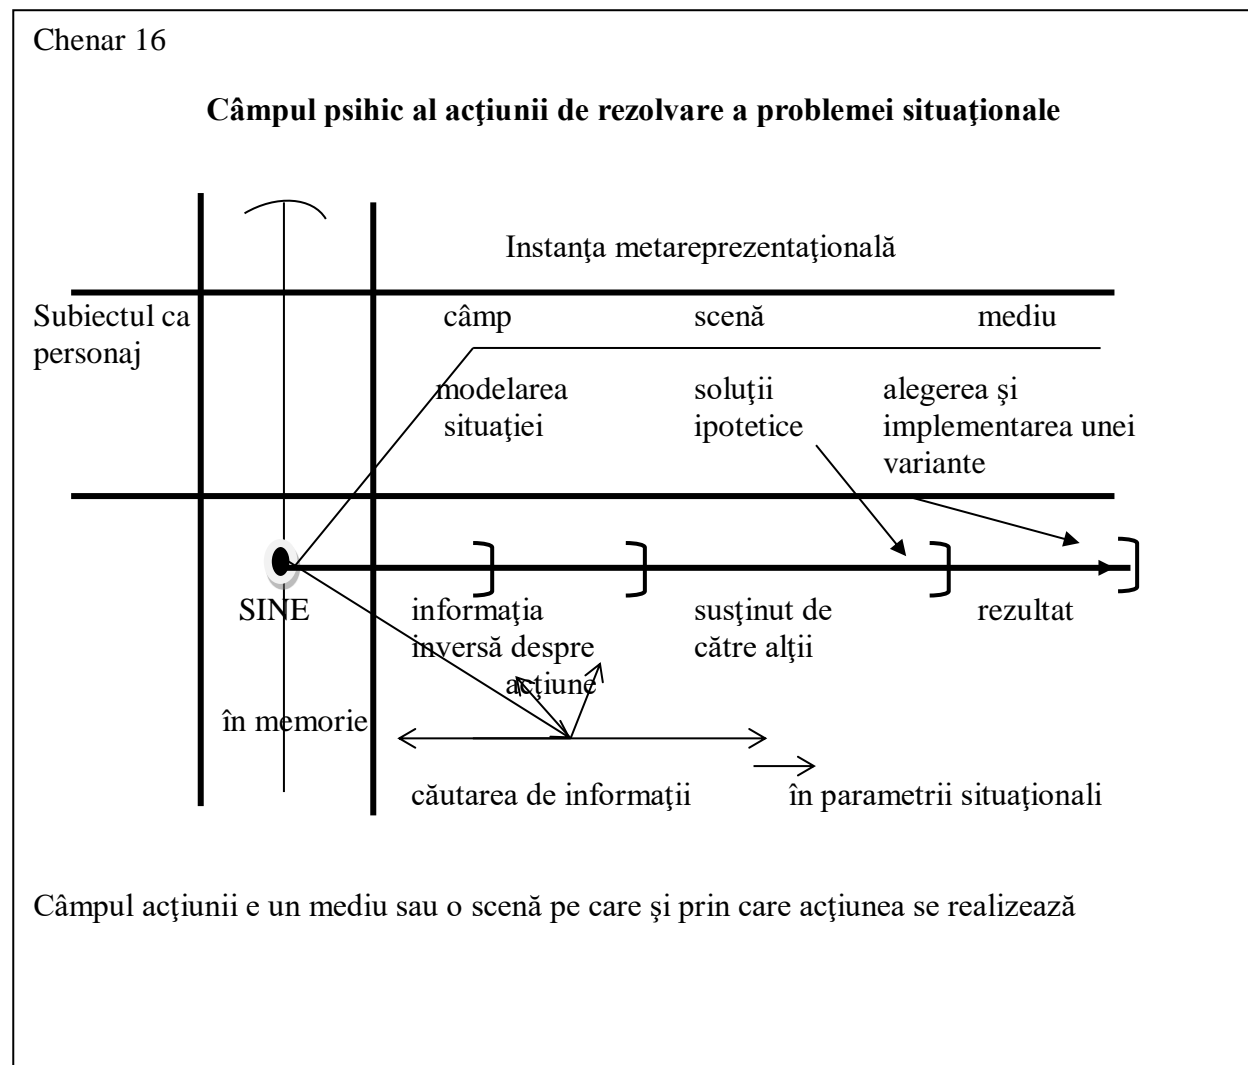 Chenar 16
Câmpul psihic al acţiunii de rezolvare a problemei situaţionale
Instanţa metareprezentaţională
Subiectul ca
personaj
câmp
scenă
mediu
modelarea
situaţiei
soluţii
ipotetice
alegerea şi
implementarea unei
variante
SINE
informaţia
inversă despre
acţiune
susţinut de
către alţii
rezultat
în memorie
căutarea de informaţii
în parametrii situaţionali
Câmpul acţiunii e un mediu sau o scenă pe care şi prin care acţiunea se realizează